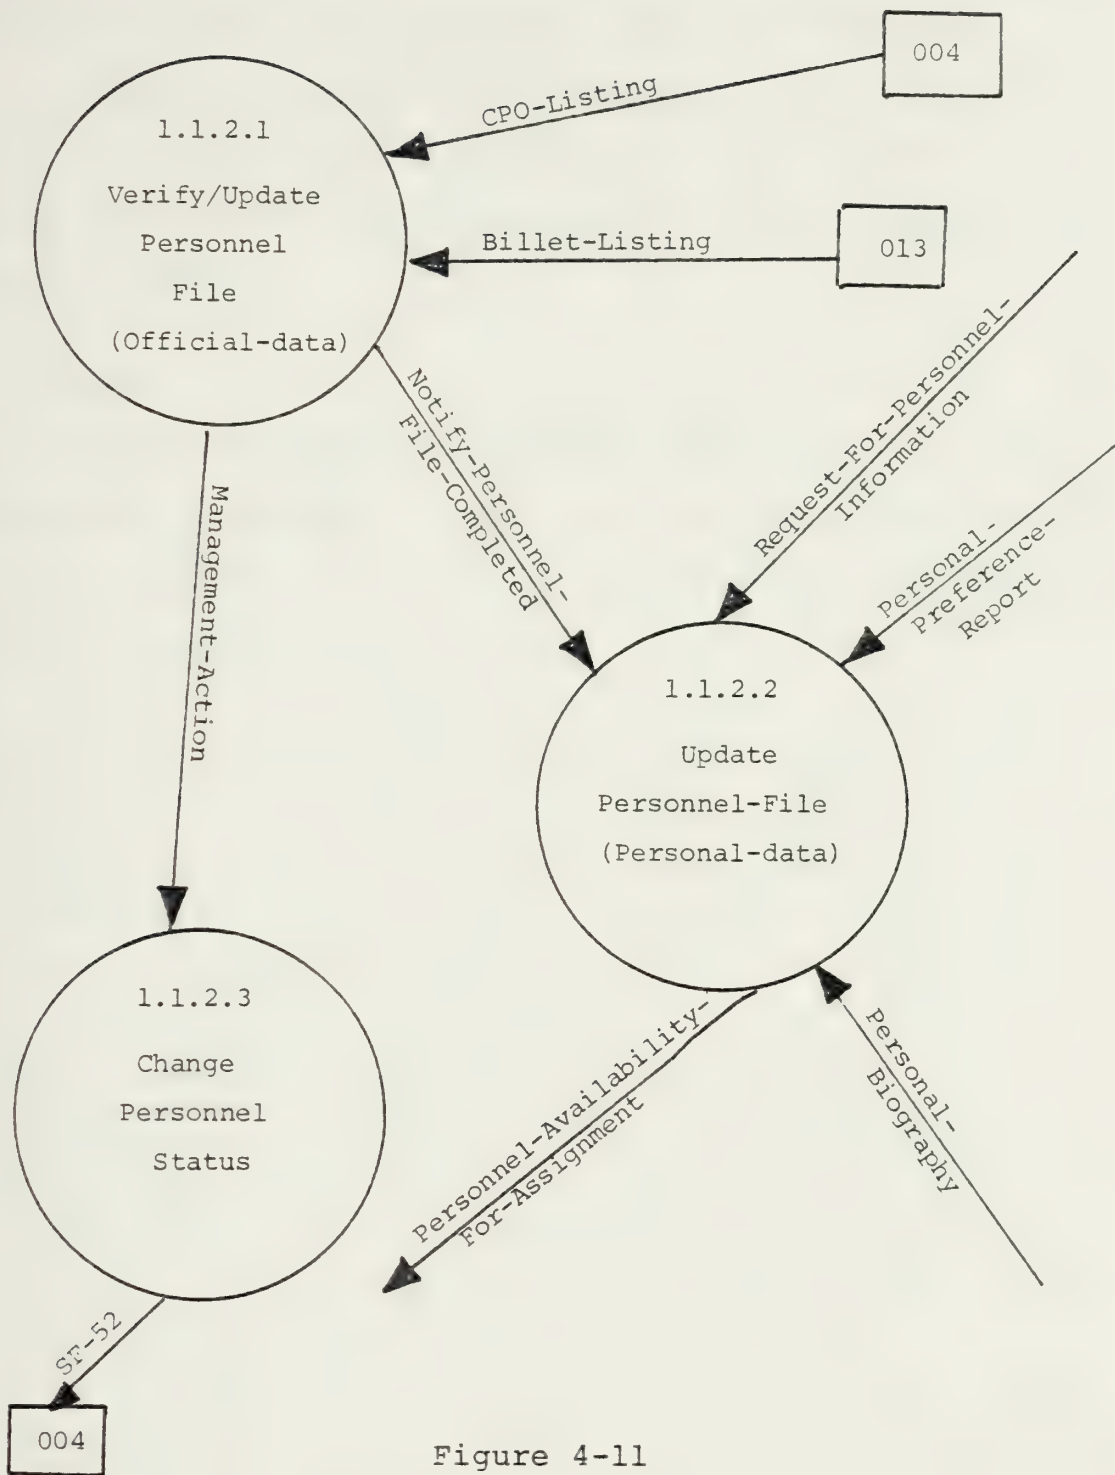 004
CPO-Listing
1.1.2.1
Verify/Update
Personnel
File
(Official-data)
Billet-Listing
013
Notify-Personnel-
File-Completed
Request-For-Personnel-
Information
Management-Action
Personal-
Preference-
Report
1.1.2.2
Update
Personnel-File
(Personal-data)
1.1.2.3
Change
Personnel
Status
Personnel-Availability-
For-Assignment
Personal-
Biography
SF-52
004
Figure 4-11